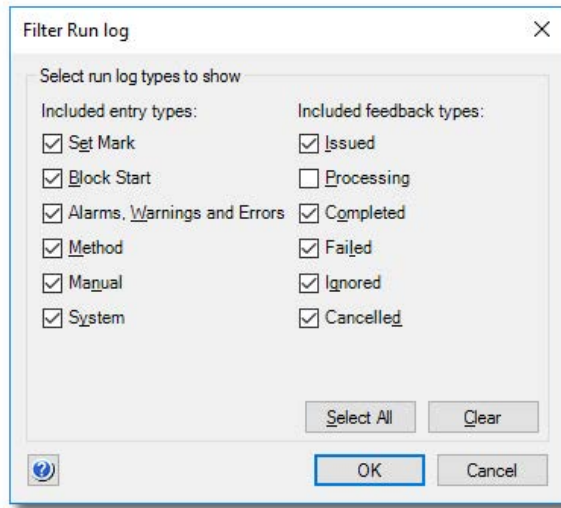 Filter Run log
Select run log types to show
Included entry types:
Set Mark
Block Start
Alarms, Warnings and Errors
Method
Manual
System
Included feedback types:
Issued
Processing
Completed
Failed
Ignored
Cancelled
Select All
Clear
OK
Cancel